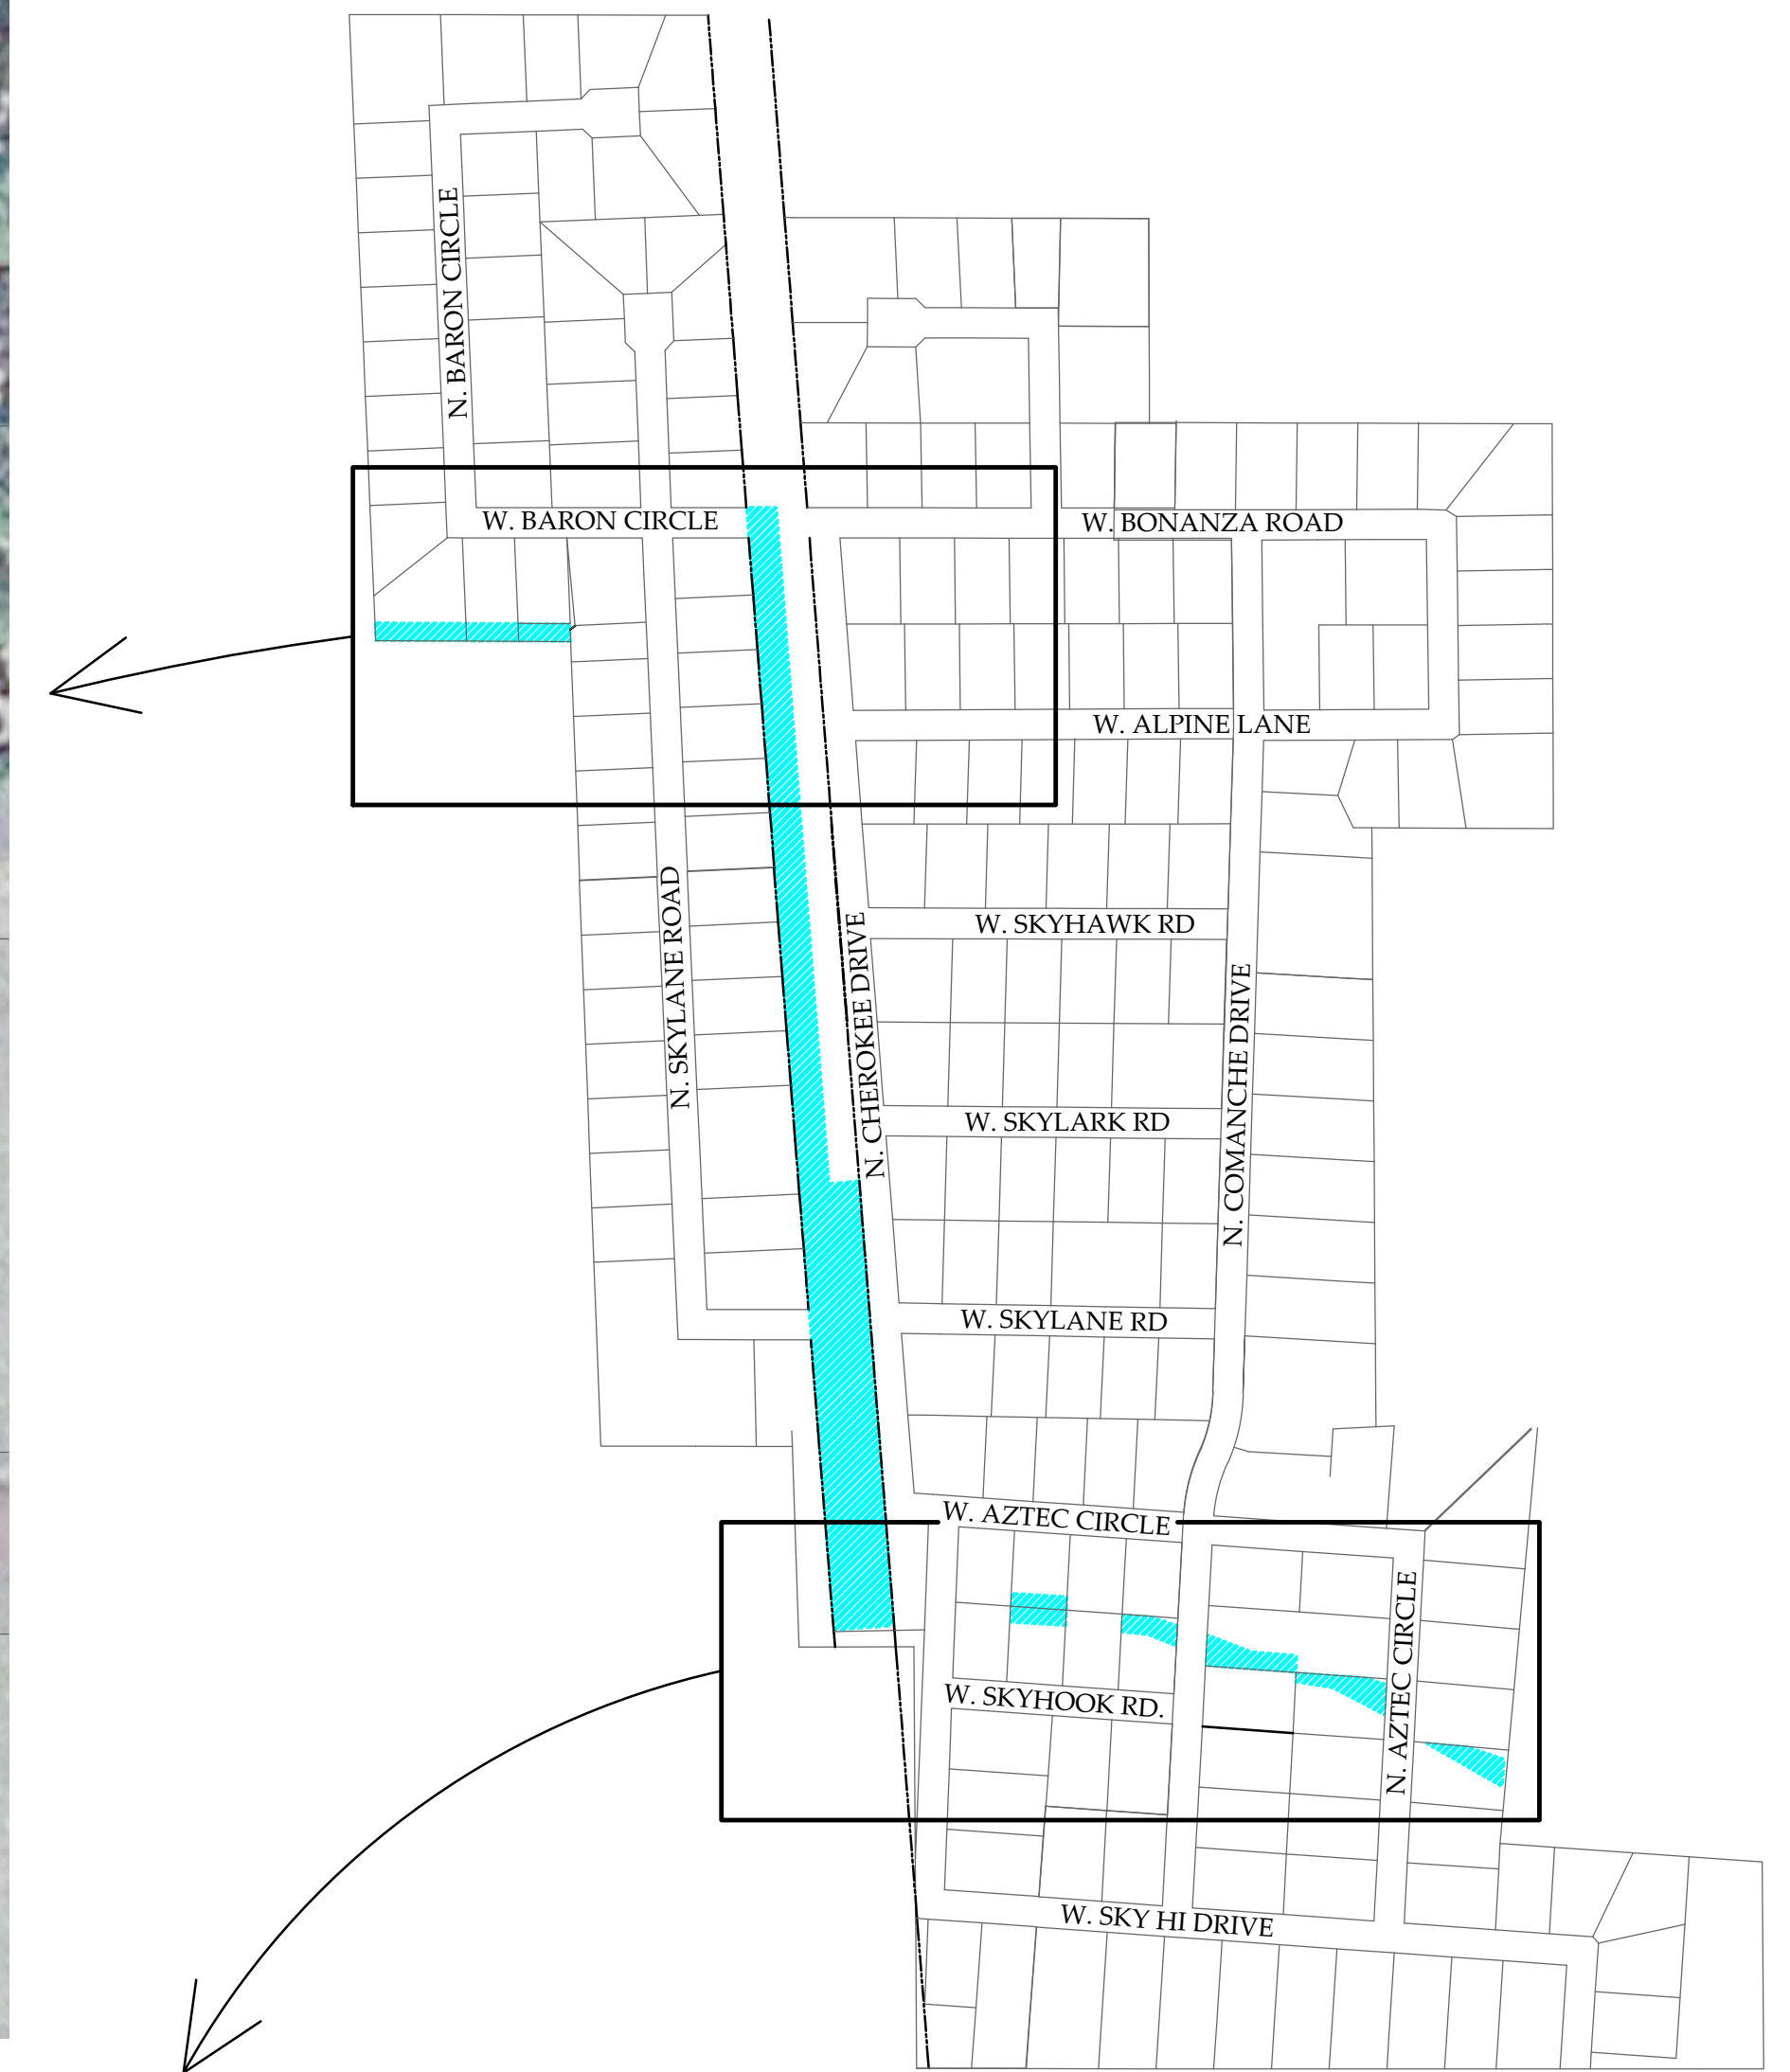 N. BARON CIRCLE
W. BARON CIRCLE
W. BONANZA ROAD
W. ALPINE LANE
N. SKYLANE ROAD
N. CHEROKEE DRIVE
W. SKYHAWK RD
N. COMANCHE DRIVE
W. SKYLARK RD
W. SKYLANE RD
W. AZTEC CIRCLE
N. AZTEC CIRCLE
W. SKYHOOK RD.
W. SKY HI DRIVE